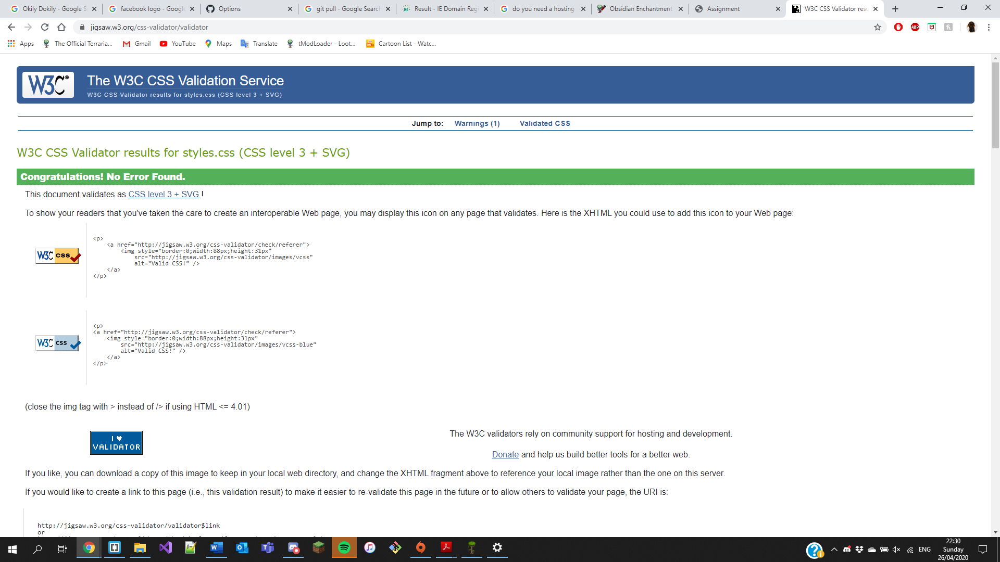 Okily Dokily - Google S
facebook logo - Google
Options
git pull - Google Search
Result - IE Domain Reg
do you need a hosting
Obsidian Enchantment
Assignment
W3C CSS Validator resu
jigsaw.w3.org/css-validator/validator
Apps
The Official Terraria...
Gmail
YouTube
Maps
Translate
tModLoader - Loot...
Cartoon List - Watc...
W3C®
The W3C CSS Validation Service
W3C CSS Validator results for styles.css (CSS level 3 + SVG)
Jump to: Warnings (1) Validated CSS
W3C CSS Validator results for styles.css (CSS level 3 + SVG)
Congratulations! No Error Found.
This document validates as CSS level 3 + SVG !
To show your readers that you've taken the care to create an interoperable Web page, you may display this icon on any page that validates. Here is the XHTML you could use to add this icon to your Web page:
W3C css
<p>
<a href="http://jigsaw.w3.org/css-validator/check/referer">
<img style="border:0;width:88px;height:31px"
src="http://jigsaw.w3.org/css-validator/images/vcss"
alt="Valid CSS!" />
</a>
</p>
W3C css
<p>
<a href="http://jigsaw.w3.org/css-validator/check/referer">
<img style="border:0;width:88px;height:31px"
src="http://jigsaw.w3.org/css-validator/images/vcss-blue"
alt="Valid CSS!" />
</a>
</p>
(close the img tag with > instead of /> if using HTML <= 4.01)
I ♥
VALIDATOR
The W3C validators rely on community support for hosting and development.
Donate and help us build better tools for a better web.
If you like, you can download a copy of this image to keep in your local web directory, and change the XHTML fragment above to reference your local image rather than the one on this server.
If you would like to create a link to this page (i.e., this validation result) to make it easier to re-validate this page in the future or to allow others to validate your page, the URI is:
http://jigsaw.w3.org/css-validator/validator$link
or
ENG
22:30
Sunday
26/04/2020